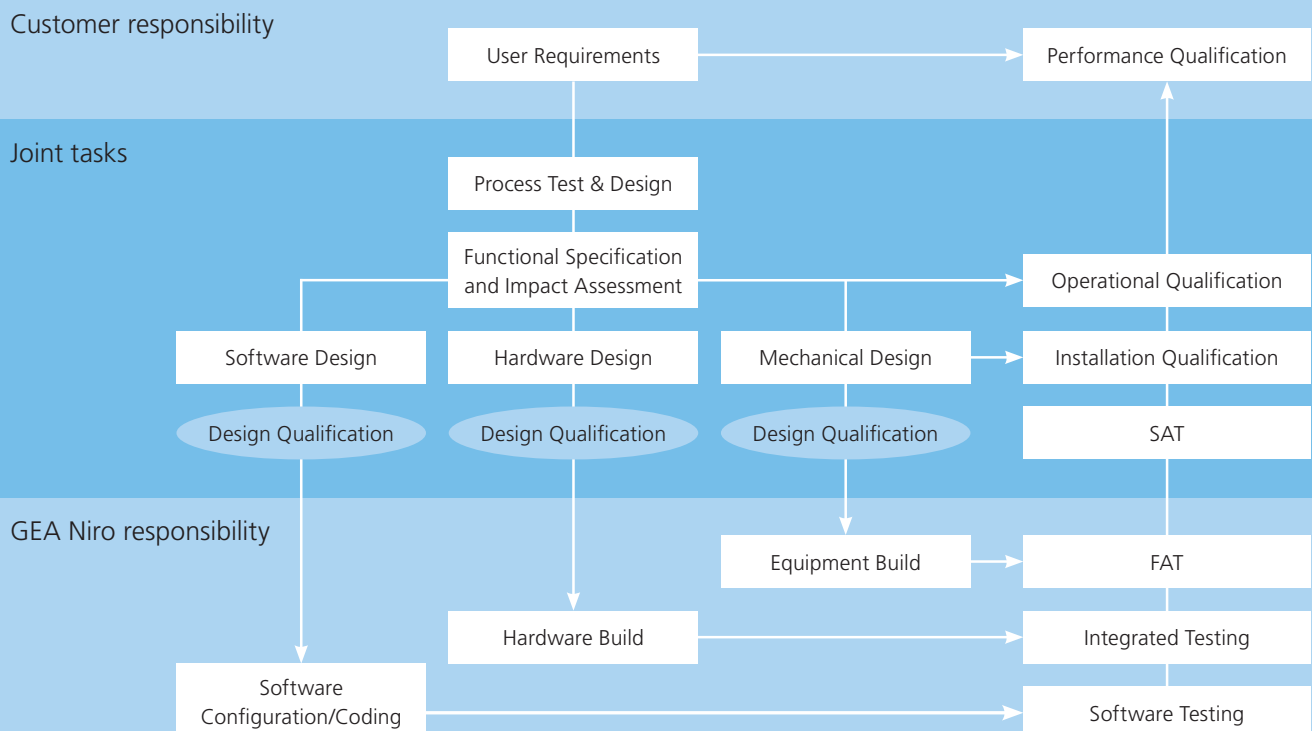 Customer responsibility
User Requirements
Performance Qualification
Joint tasks
Process Test & Design
Functional Specification
and Impact Assessment
Operational Qualification
Software Design
Hardware Design
Mechanical Design
Installation Qualification
Design Qualification
Design Qualification
Design Qualification
SAT
GEA Niro responsibility
Equipment Build
FAT
Hardware Build
Integrated Testing
Software
Configuration/Coding
Software Testing